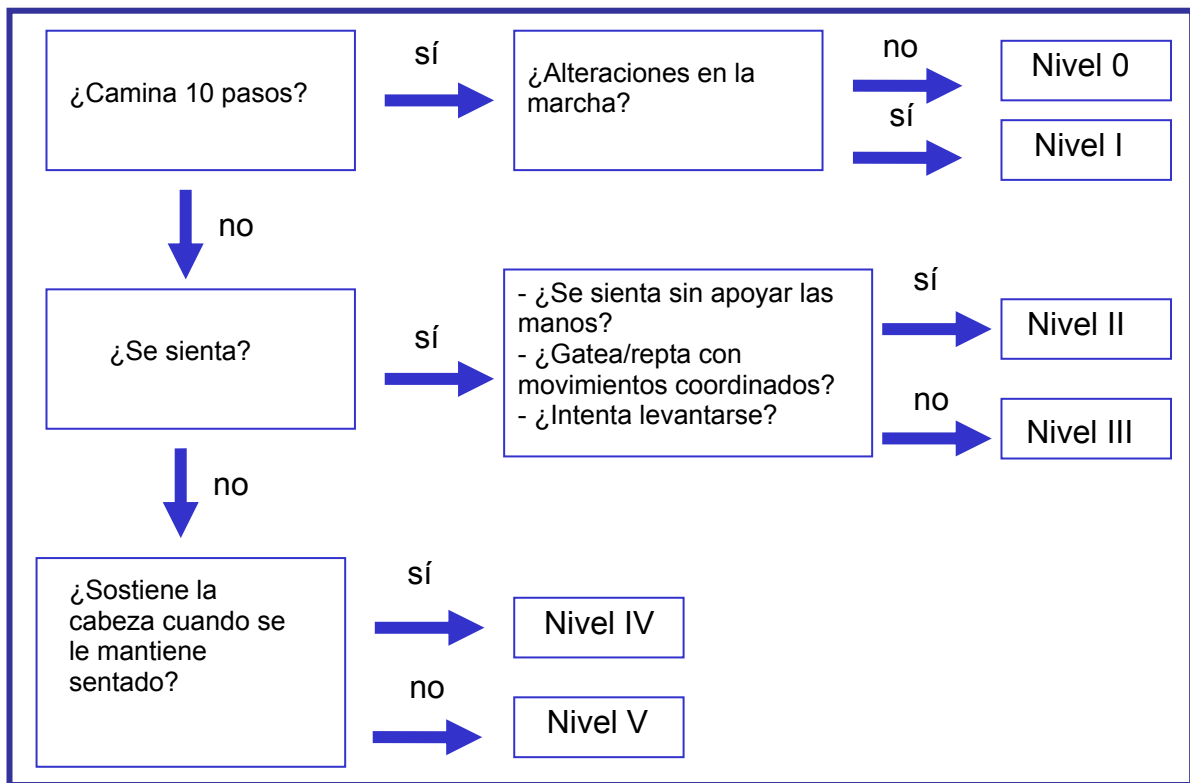 ¿Camina 10 pasos?
sí
¿Alteraciones en la
marcha?
no
Nivel 0
sí
Nivel I
no
¿Se sienta?
sí
- ¿Se sienta sin apoyar las
manos?
- ¿Gatea/repta con
movimientos coordinados?
- ¿Intenta levantarse?
sí
Nivel II
no
Nivel III
no
¿Sostiene la
cabeza cuando se
le mantiene
sentado?
sí
Nivel IV
no
Nivel V